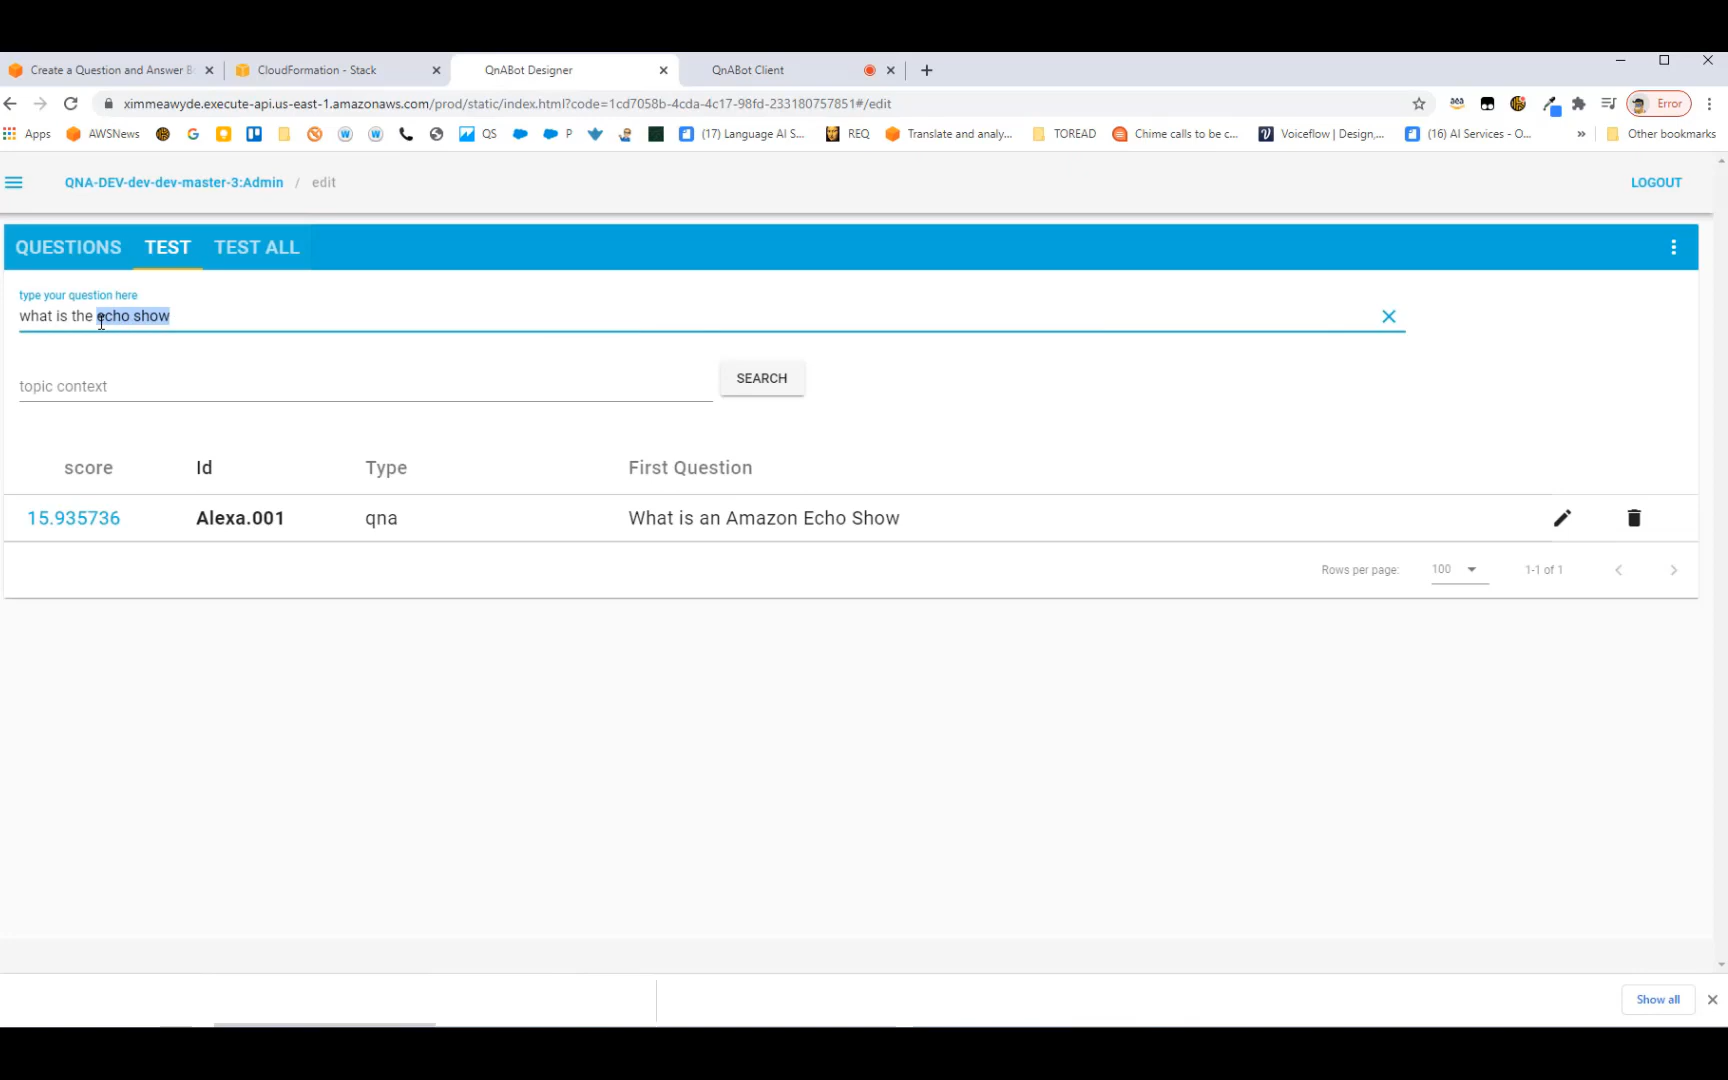 Create a Question and Answer B
CloudFormation - Stack
QnABot Designer
QnABot Client
ximmeawyde.execute-api.us-east-1.amazonaws.com/prod/static/index.html?code=1cd7058b-4cda-4c17-98fd-233180757851#/edit
Error
Apps
AWSNews
QS
P
(17) Language AI S...
REQ
Translate and analy...
TOREAD
Chime calls to be c...
Voiceflow | Design,...
(16) AI Services - O...
»
Other bookmarks
QNA-DEV-dev-dev-master-3:Admin / edit
LOGOUT
QUESTIONS TEST TEST ALL
type your question here
what is the echo show
topic context
SEARCH
score Id Type First Question
15.935736 Alexa.001 qna What is an Amazon Echo Show
Rows per page: 100 1-1 of 1
Show all